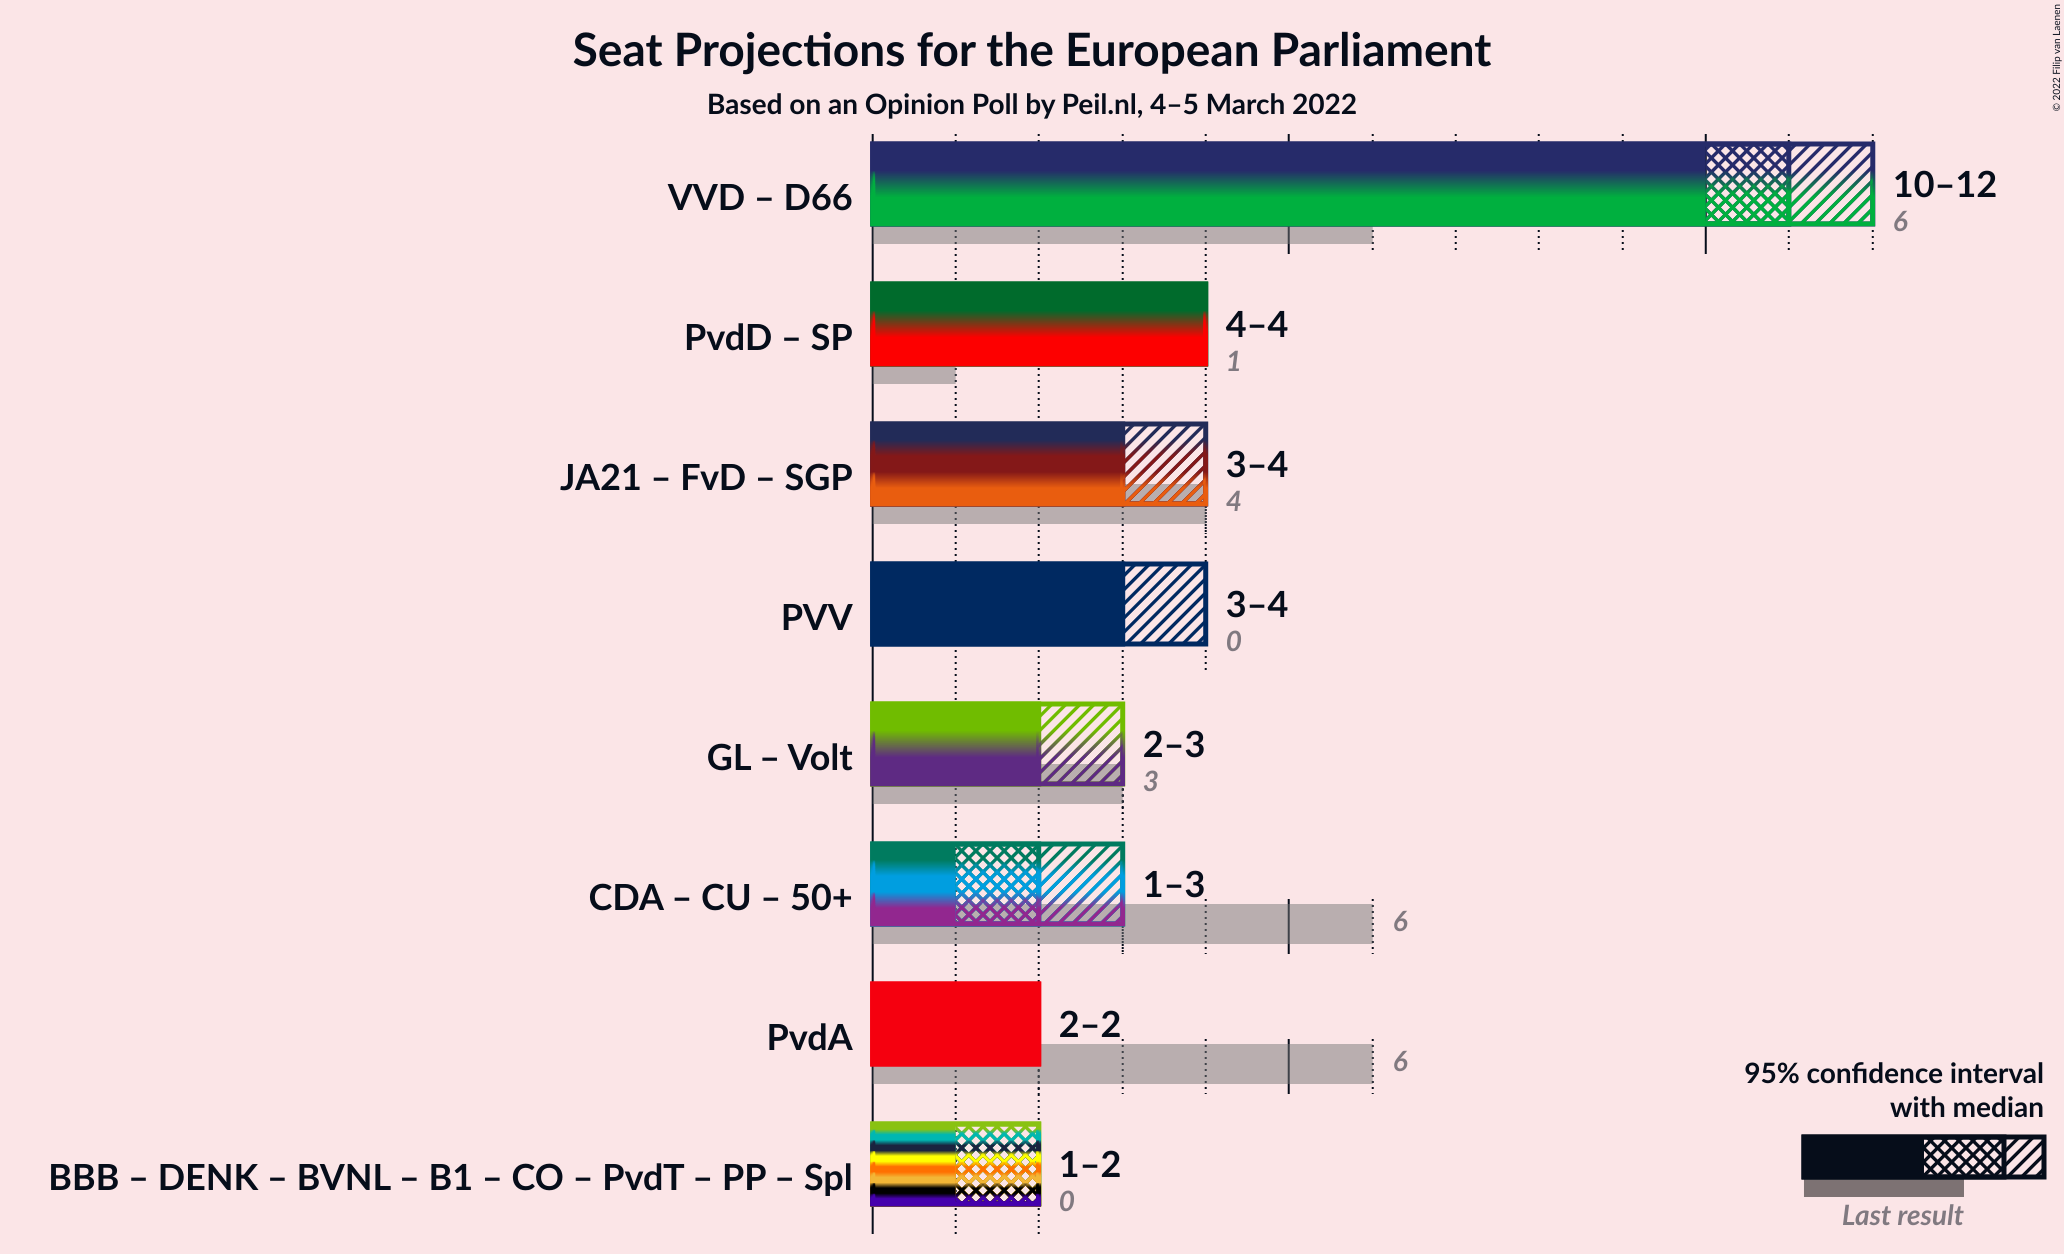 Seat Projections for the European Parliament
Based on an Opinion Poll by Peil.nl, 4–5 March 2022
© 2022 Filip van Laenen
VVD – D66
10–12
6
PvdD – SP
4–4
1
JA21 – FvD – SGP
3–4
4
PVV
3–4
0
GL – Volt
2–3
3
CDA – CU – 50+
1–3
6
PvdA
2–2
6
BBB – DENK – BVNL – B1 – CO – PvdT – PP – Spl
1–2
0
95% confidence interval
with median
Last result